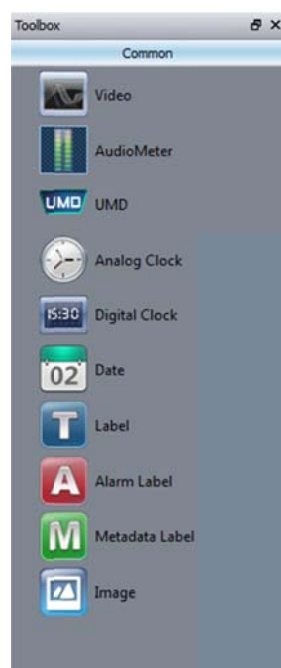 Toolbox
Common
Video
AudioMeter
UMD UMD
Analog Clock
15:30 Digital Clock
02 Date
T Label
A Alarm Label
M Metadata Label
Image